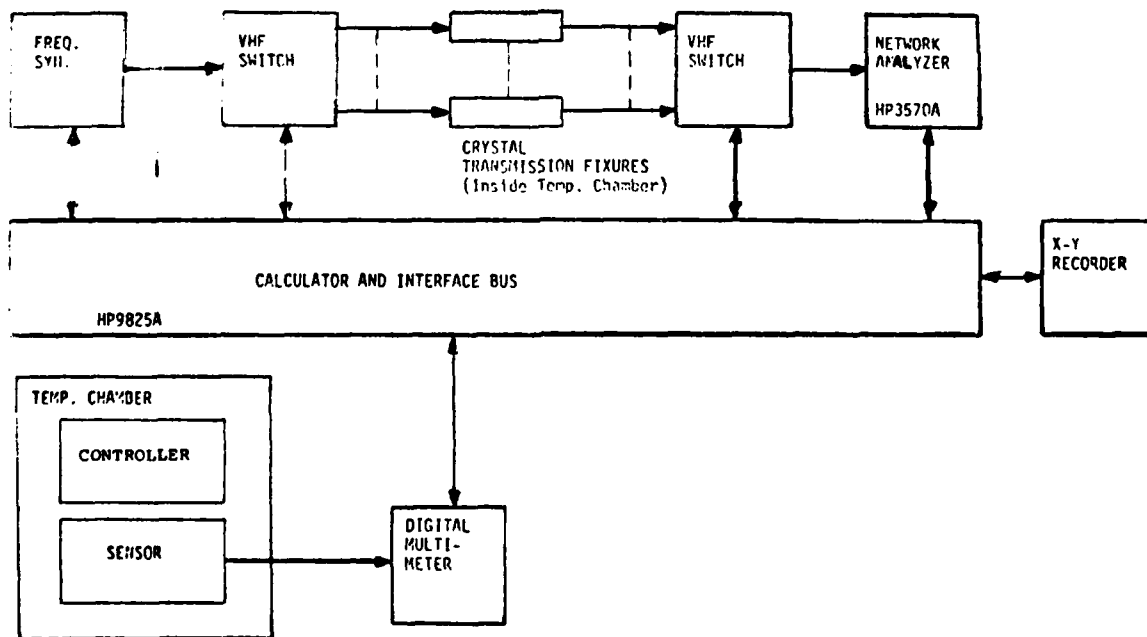 FREQ.
SYN.
VHF
SWITCH
VHF
SWITCH
NETWORK
ANALYZER
HP3570A
CRYSTAL
TRANSMISSION FIXURES
(Inside Temp. Chamber)
CALCULATOR AND INTERFACE BUS
HP9825A
X-Y
RECORDER
TEMP. CHAMBER
CONTROLLER
SENSOR
DIGITAL
MULTI-
METER